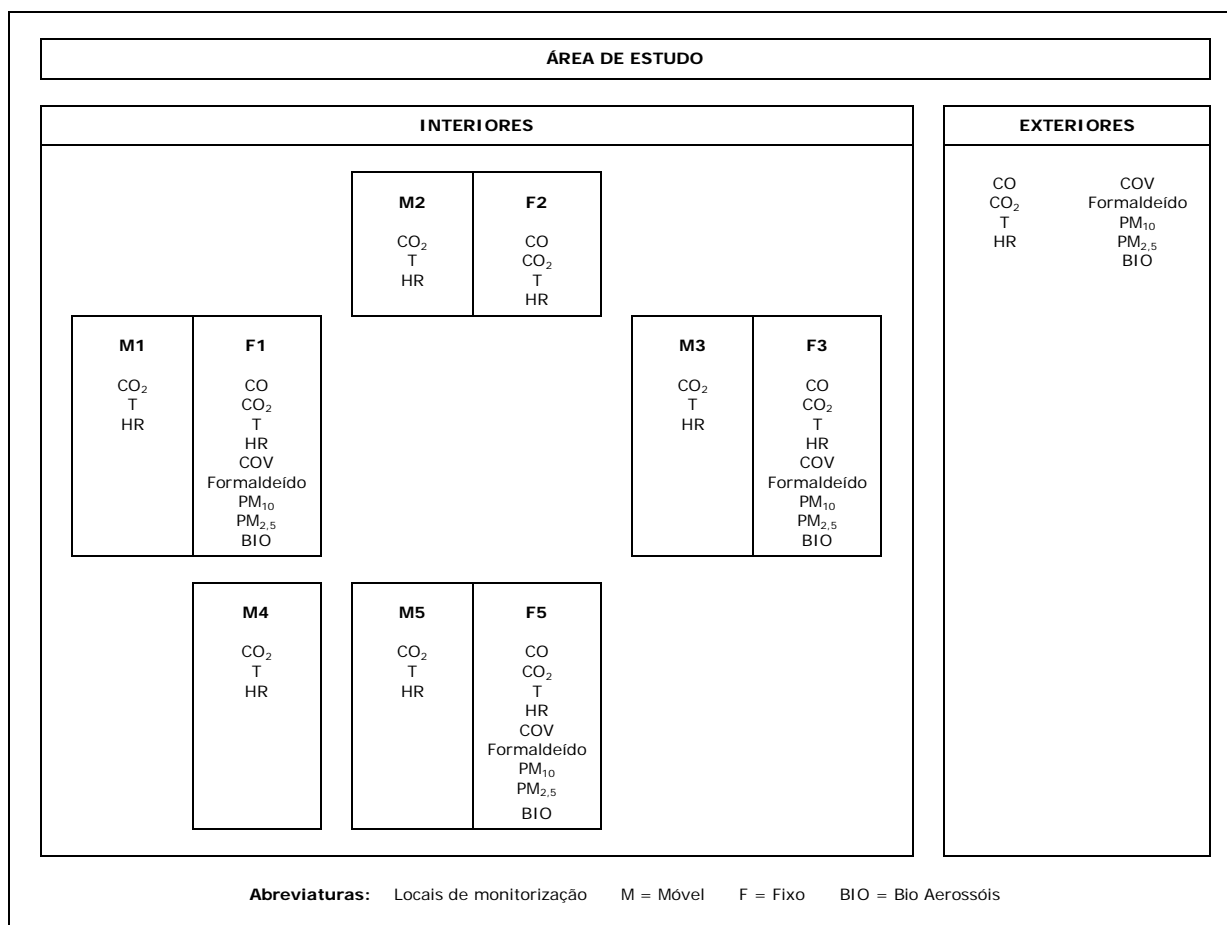 ÁREA DE ESTUDO
INTERIORES
M2
CO₂
T
HR
F2
CO
CO₂
T
HR
M1
CO₂
T
HR
F1
CO
CO₂
T
HR
COV
Formaldeído
PM₁₀
PM₂,₅
BIO
M3
CO₂
T
HR
F3
CO
CO₂
T
HR
COV
Formaldeído
PM₁₀
PM₂,₅
BIO
M4
CO₂
T
HR
M5
CO₂
T
HR
F5
CO
CO₂
T
HR
COV
Formaldeído
PM₁₀
PM₂,₅
BIO
EXTERIORES
CO
CO₂
T
HR
COV
Formaldeído
PM₁₀
PM₂,₅
BIO
Abreviaturas: Locais de monitorização M = Móvel F = Fixo BIO = Bio Aerossóis